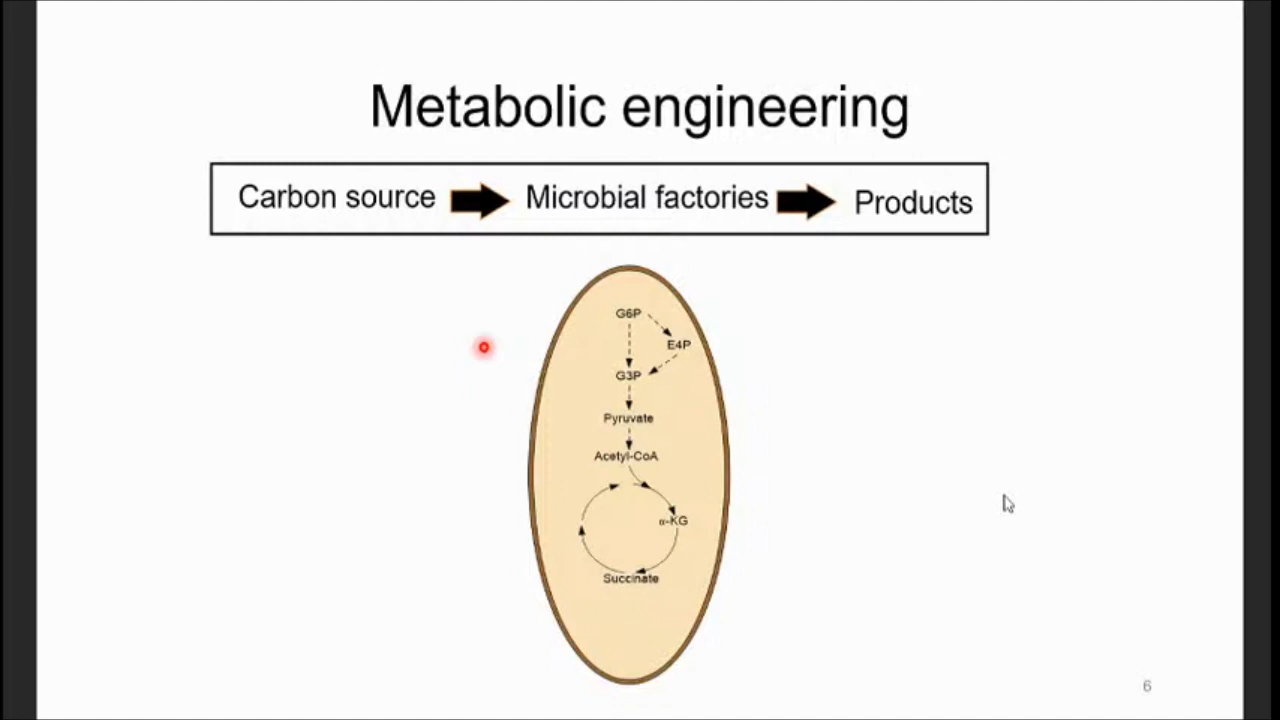 Metabolic engineering
Carbon source Microbial factories Products
G6P
E4P
G3P
Pyruvate
Acetyl-CoA
α-KG
Succinate
6